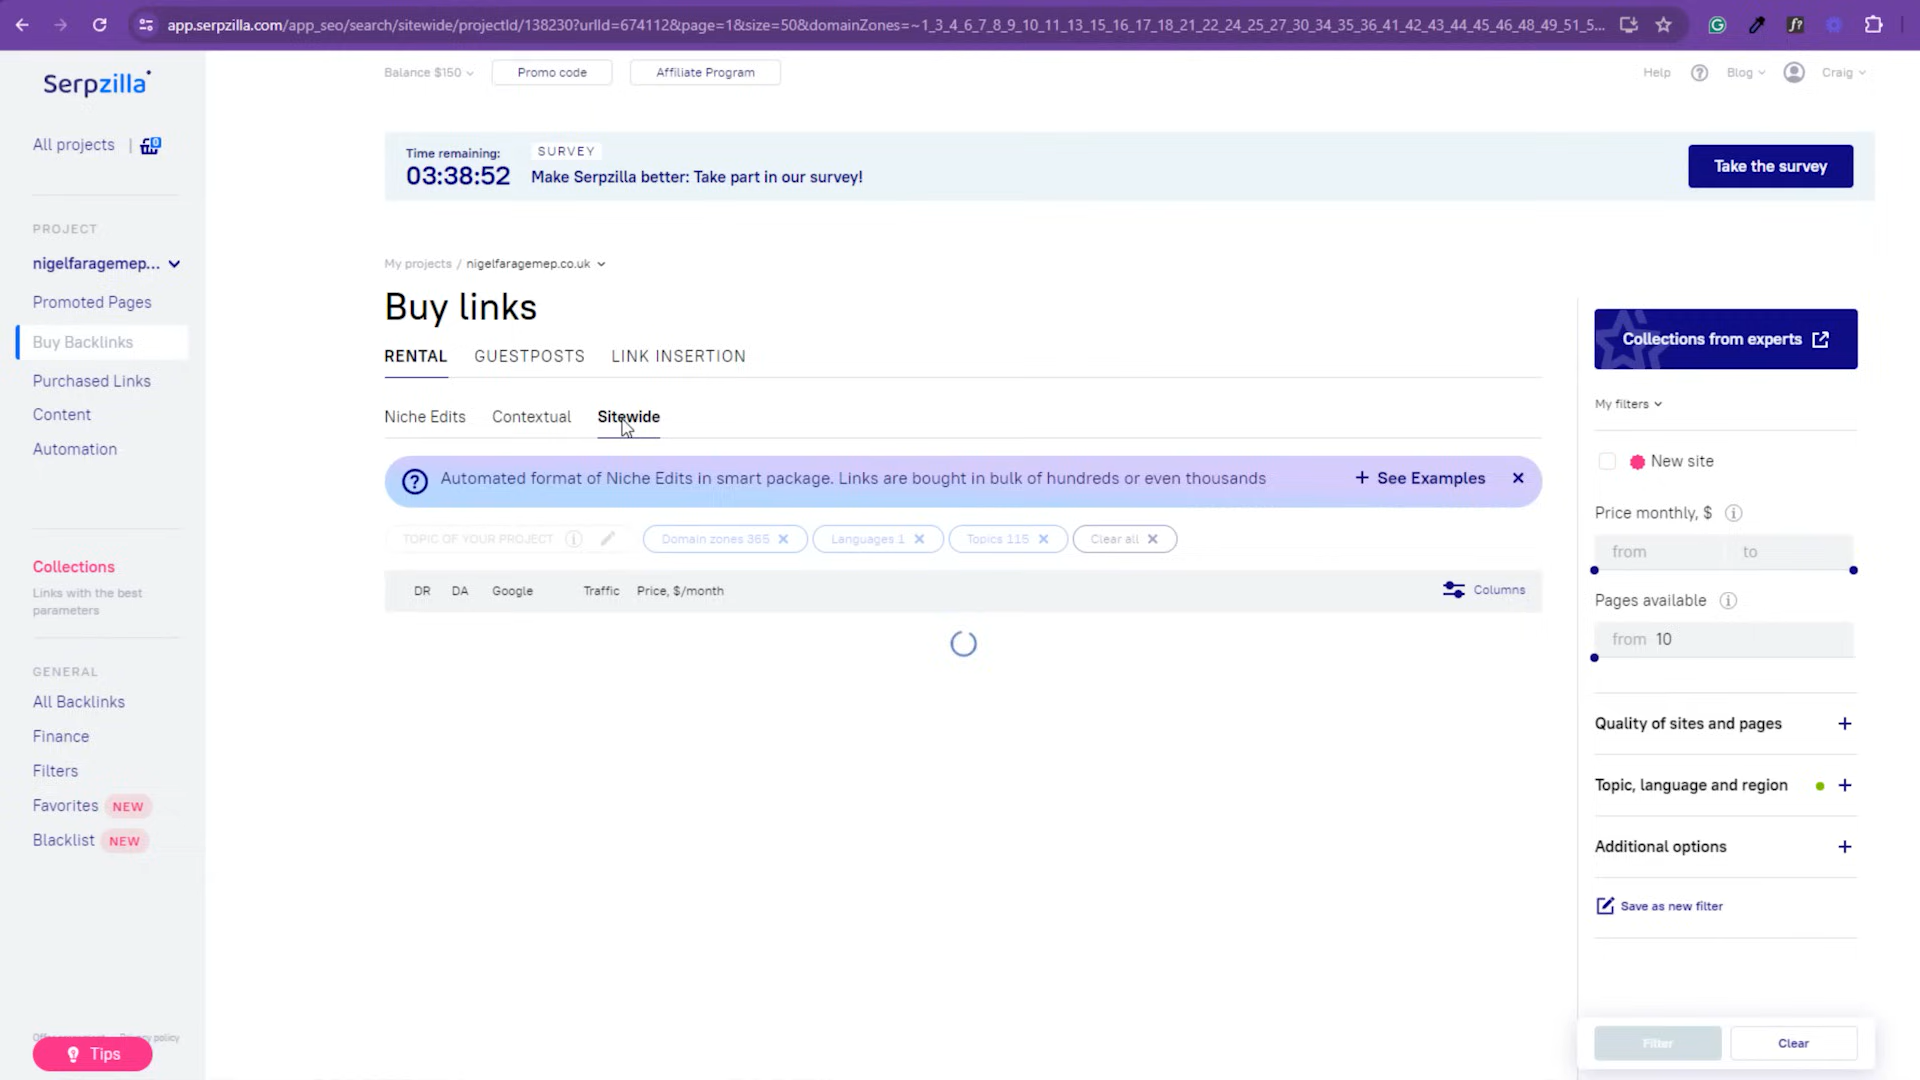 app.serpzilla.com/app_seo/search/sitewide/projectId/138230?urlId=674112&page=1&size=50&domainZones=~1_3_4_6_7_8_9_10_11_13_15_16_17_18_21_22_24_25_27_30_34_35_36_41_42_43_44_45_46_48_49_51_5...
Serpzilla
Balance $150
Promo code
Affiliate Program
Help
Blog
Craig
All projects
0
Time remaining:
03:38:52
SURVEY
Make Serpzilla better: Take part in our survey!
Take the survey
PROJECT
nigelfaragemep...
Promoted Pages
Buy Backlinks
Purchased Links
Content
Automation
Collections
Links with the best
parameters
GENERAL
All Backlinks
Finance
Filters
Favorites NEW
Blacklist NEW
Privacy policy
Tips
My projects / nigelfaragemep.co.uk
Buy links
RENTAL GUESTPOSTS LINK INSERTION
Niche Edits Contextual Sitewide
Automated format of Niche Edits in smart package. Links are bought in bulk of hundreds or even thousands
+ See Examples
TOPIC OF YOUR PROJECT
Domain zones 365
Languages 1
Topics 115
Clear all
DR DA Google Traffic Price, $/month
Columns
Collections from experts
My filters
New site
Price monthly, $
from to
Pages available
from 10
Quality of sites and pages +
Topic, language and region +
Additional options +
Save as new filter
Filter
Clear